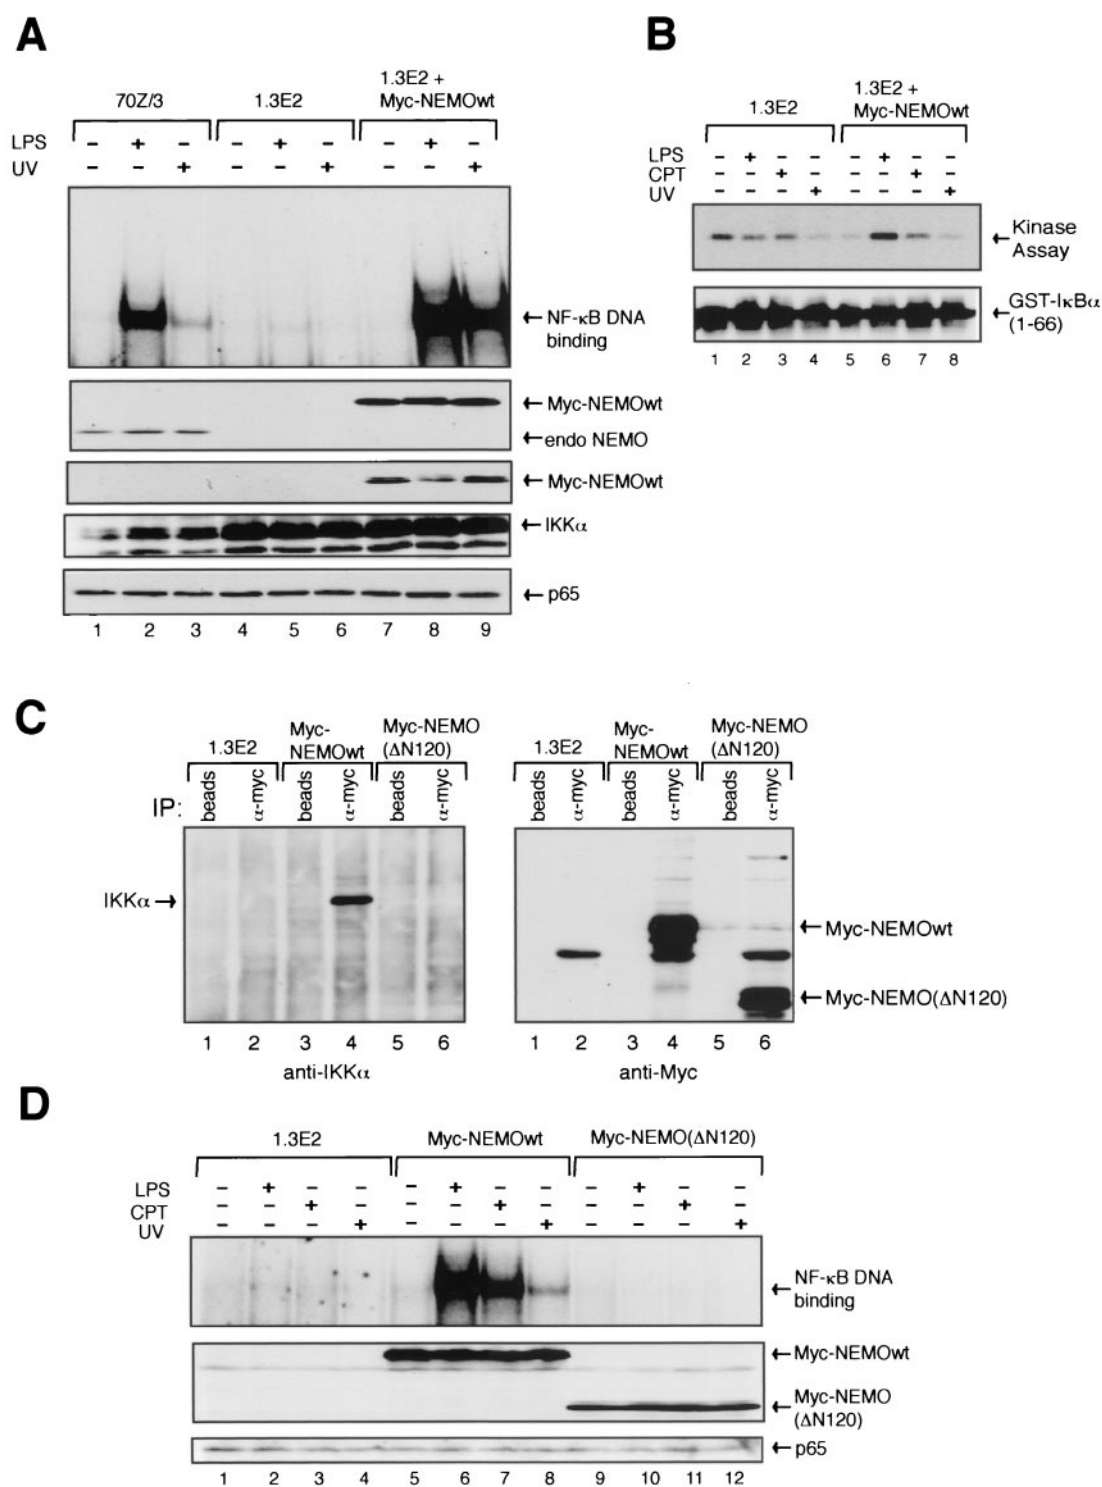 A
70Z/3 1.3E2 1.3E2 + Myc-NEMOwt
LPS - + - - + - - + -
UV - - + - - + - - +
←NF-κB DNA binding
←Myc-NEMOwt
←endo NEMO
←Myc-NEMOwt
←IKKα
←p65
1 2 3 4 5 6 7 8 9
B
1.3E2 1.3E2 + Myc-NEMOwt
LPS - + - - - + - -
CPT - - + - - - + -
UV - - - + - - - +
←Kinase Assay
←GST-IκBα (1-66)
1 2 3 4 5 6 7 8
C
1.3E2 Myc-NEMOwt Myc-NEMO (ΔN120)
IP: beads α-myc beads α-myc beads α-myc
IKKα→
1 2 3 4 5 6
anti-IKKα
1.3E2 Myc-NEMOwt Myc-NEMO (ΔN120)
beads α-myc beads α-myc beads α-myc
←Myc-NEMOwt
←Myc-NEMO(ΔN120)
1 2 3 4 5 6
anti-Myc
D
1.3E2 Myc-NEMOwt Myc-NEMO(ΔN120)
LPS - + - - - + - - - + - -
CPT - - + - - - + - - - + -
UV - - - + - - - + - - - +
←NF-κB DNA binding
←Myc-NEMOwt
←Myc-NEMO (ΔN120)
←p65
1 2 3 4 5 6 7 8 9 10 11 12